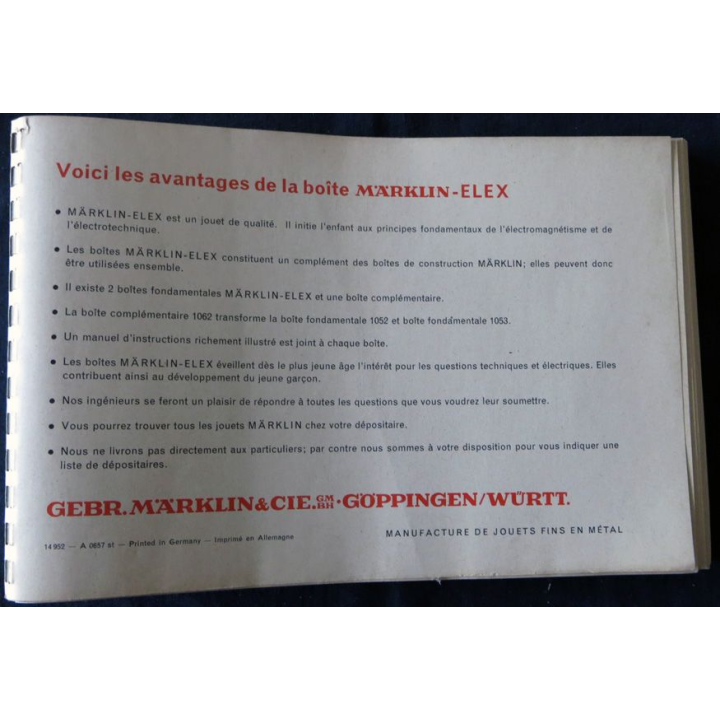 Voici les avantages de la boîte MÄRKLIN-ELEX
• MÄRKLIN-ELEX est un jouet de qualité. Il initie l'enfant aux principes fondamentaux de l'électromagnétisme et de
l'électrotechnique.
• Les boîtes MÄRKLIN-ELEX constituent un complément des boîtes de construction MÄRKLIN; elles peuvent donc
être utilisées ensemble.
• Il existe 2 boîtes fondamentales MÄRKLIN-ELEX et une boîte complémentaire.
• La boîte complémentaire 1062 transforme la boîte fondamentale 1052 et boîte fondamentale 1053.
• Un manuel d'instructions richement illustré est joint à chaque boîte.
• Les boîtes MÄRKLIN-ELEX éveillent dès le plus jeune âge l'intérêt pour les questions techniques et électriques. Elles
contribuent ainsi au développement du jeune garçon.
• Nos ingénieurs se feront un plaisir de répondre à toutes les questions que vous voudrez leur soumettre.
• Vous pourrez trouver tous les jouets MÄRKLIN chez votre dépositaire.
• Nous ne livrons pas directement aux particuliers; par contre nous sommes à votre disposition pour vous indiquer une
liste de dépositaires.
GEBR. MÄRKLIN & CIE. GMBH · GÖPPINGEN/WÜRTT.
MANUFACTURE DE JOUETS FINS EN MÉTAL
14 952 — A 0657 st — Printed in Germany — Imprimé en Allemagne